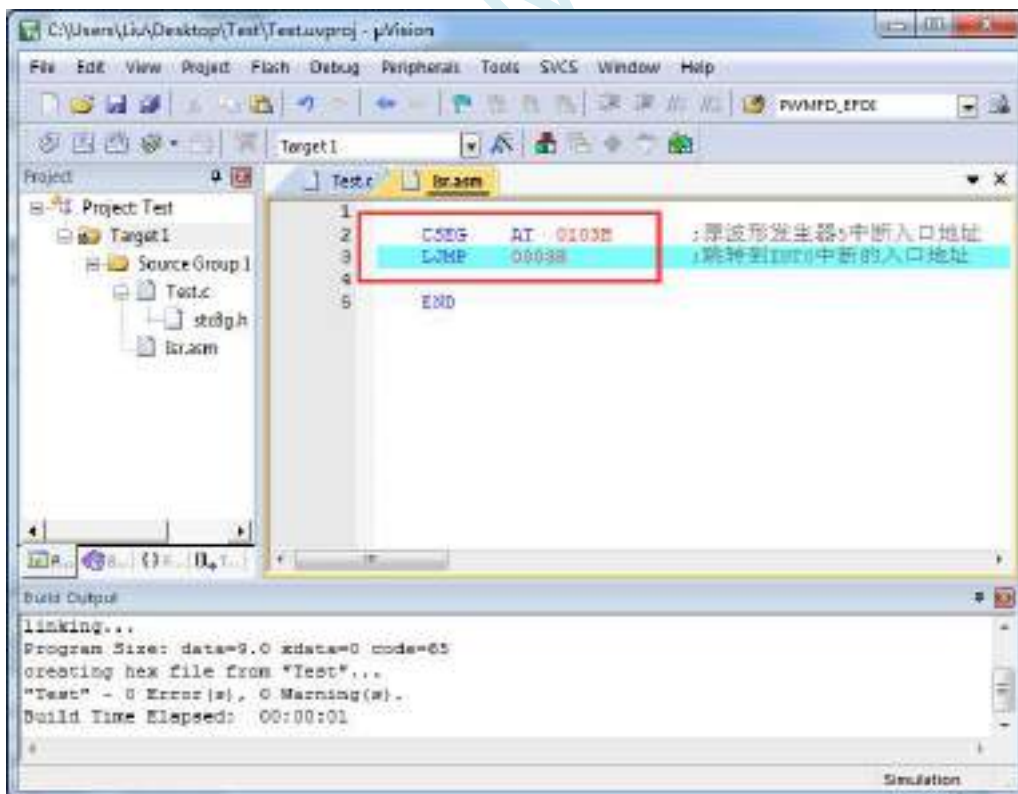 C:\Users\Liu\Desktop\Test\Test.uvproj - µVision
File Edit View Project Flash Debug Peripherals Tools SVCS Window Help
PWMFD_EFDI
Target 1
Project
Test.c
Isr.asm
Project: Test
Target 1
Source Group 1
Test.c
stc8g.h
Isr.asm
1
2 CSEG AT 0103H ;原波形发生器5中断入口地址
3 LJMP 0003H ;跳转到INT0中断的入口地址
4
5 END
Build Output
linking...
Program Size: data=9.0 xdata=0 code=65
creating hex file from "Test"...
"Test" - 0 Error(s), 0 Warning(s).
Build Time Elapsed: 00:00:01
Simulation